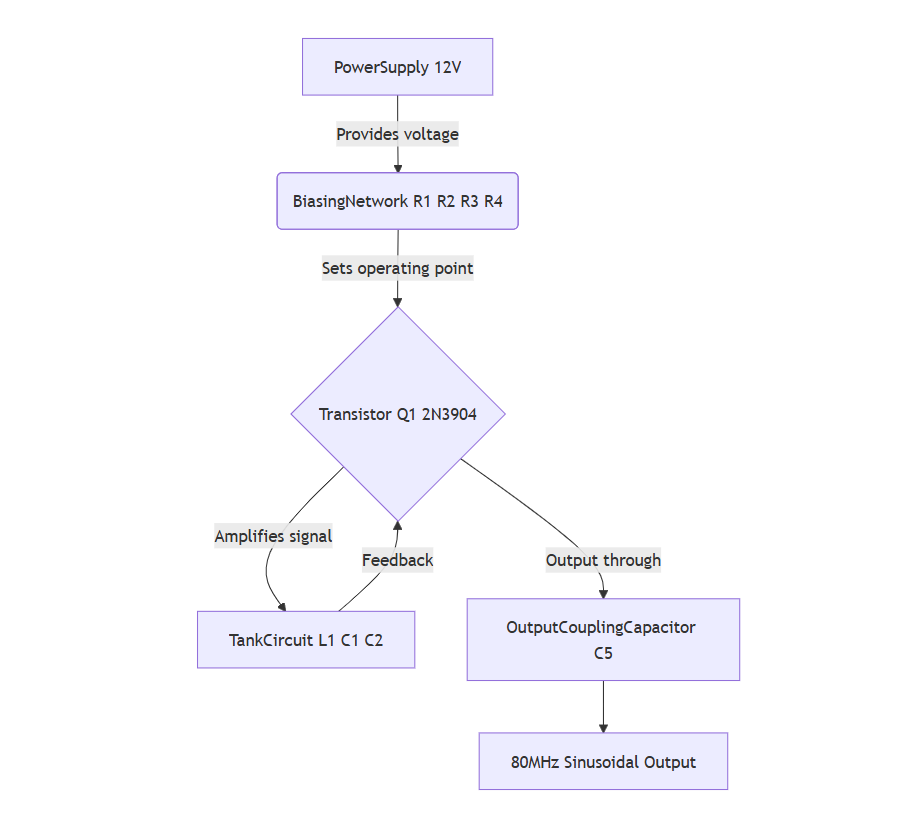 PowerSupply 12V
Provides voltage
BiasingNetwork R1 R2 R3 R4
Sets operating point
Transistor Q1 2N3904
Amplifies signal
Feedback
Output through
TankCircuit L1 C1 C2
OutputCouplingCapacitor
C5
80MHz Sinusoidal Output